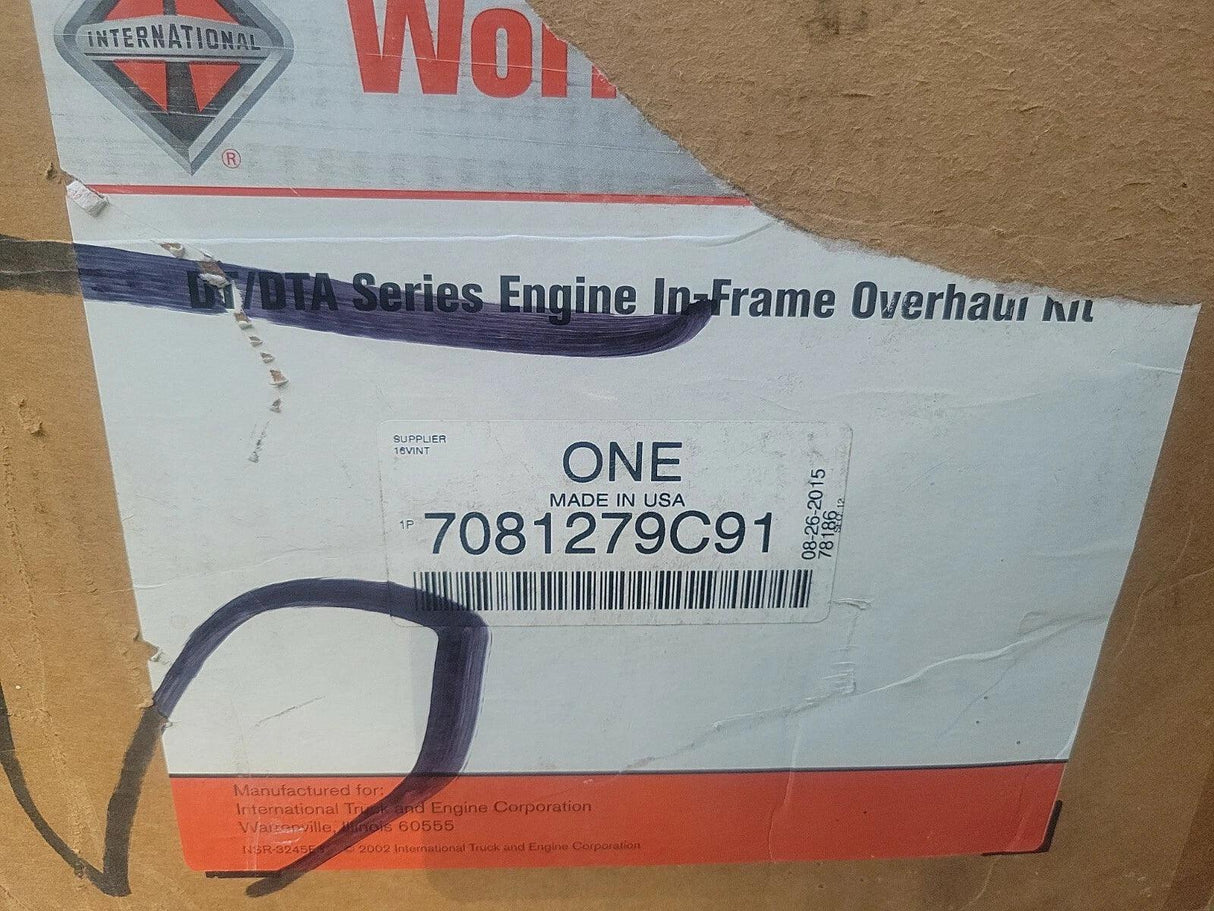 INTERNATIONAL
®
DT/DTA Series Engine In-Frame Overhaul Kit
SUPPLIER
16VINT
ONE
MADE IN USA
1P 7081279C91
08-26-2015
78186
Manufactured for:
International Truck and Engine Corporation
Warrenville, Illinois 60555
© 2002 International Truck and Engine Corporation